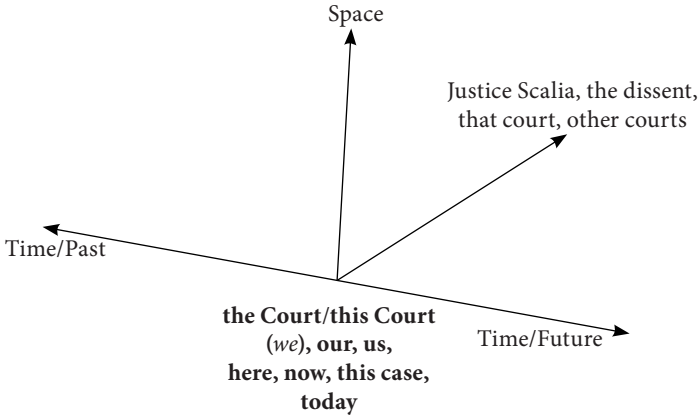 Space
Justice Scalia, the dissent,
that court, other courts
Time/Past
the Court/this Court
(we), our, us,
here, now, this case,
today
Time/Future